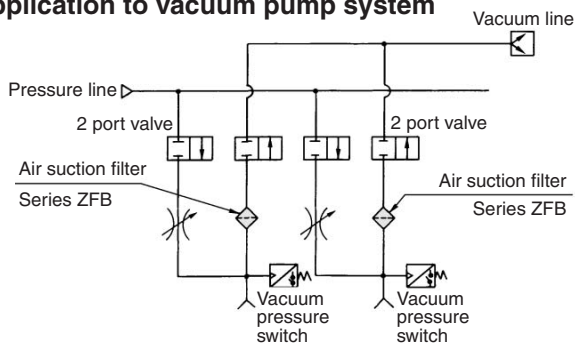 pplication to vacuum pump system
Vacuum line
Pressure line
2 port valve
2 port valve
Air suction filter
Series ZFB
Air suction filter
Series ZFB
Vacuum
pressure
switch
Vacuum
pressure
switch